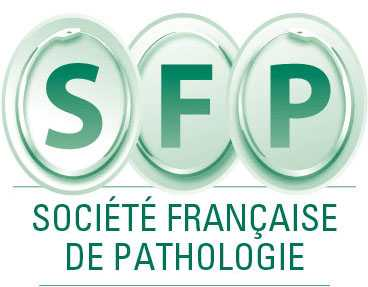 SFP
SOCIÉTÉ FRANÇAISE
DE PATHOLOGIE